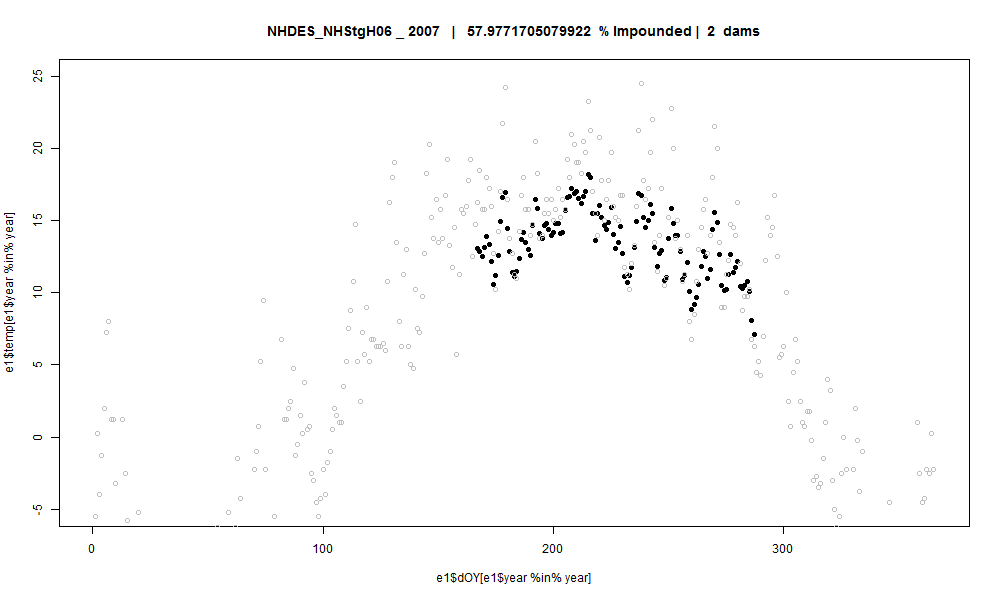 NHDES_NHStgH06 _ 2007 | 57.9771705079922 % Impounded | 2 dams
25
20
15
10
5
0
-5
e1$temp[e1$year %in% year]
0 100 200 300
e1$dOY[e1$year %in% year]